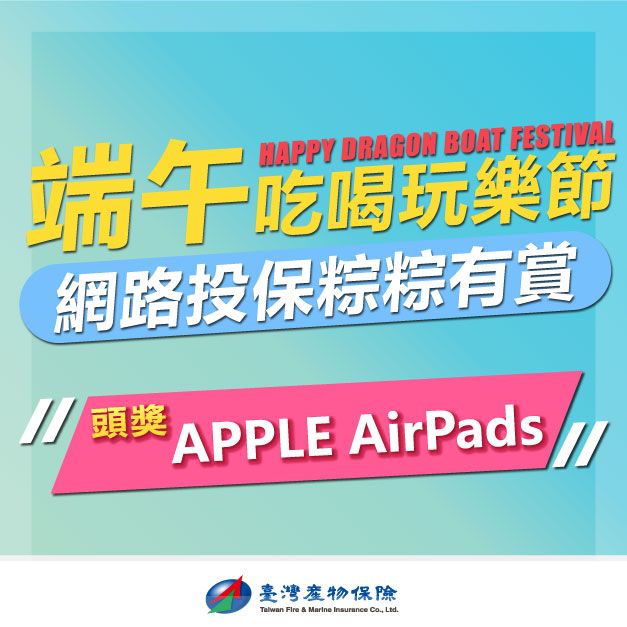 HAPPY DRAGON BOAT FESTIVAL
端午吃喝玩樂節
網路投保粽粽有賞
頭獎 APPLE AirPads
臺灣產物保險
Taiwan Fire & Marine Insurance Co., Ltd.